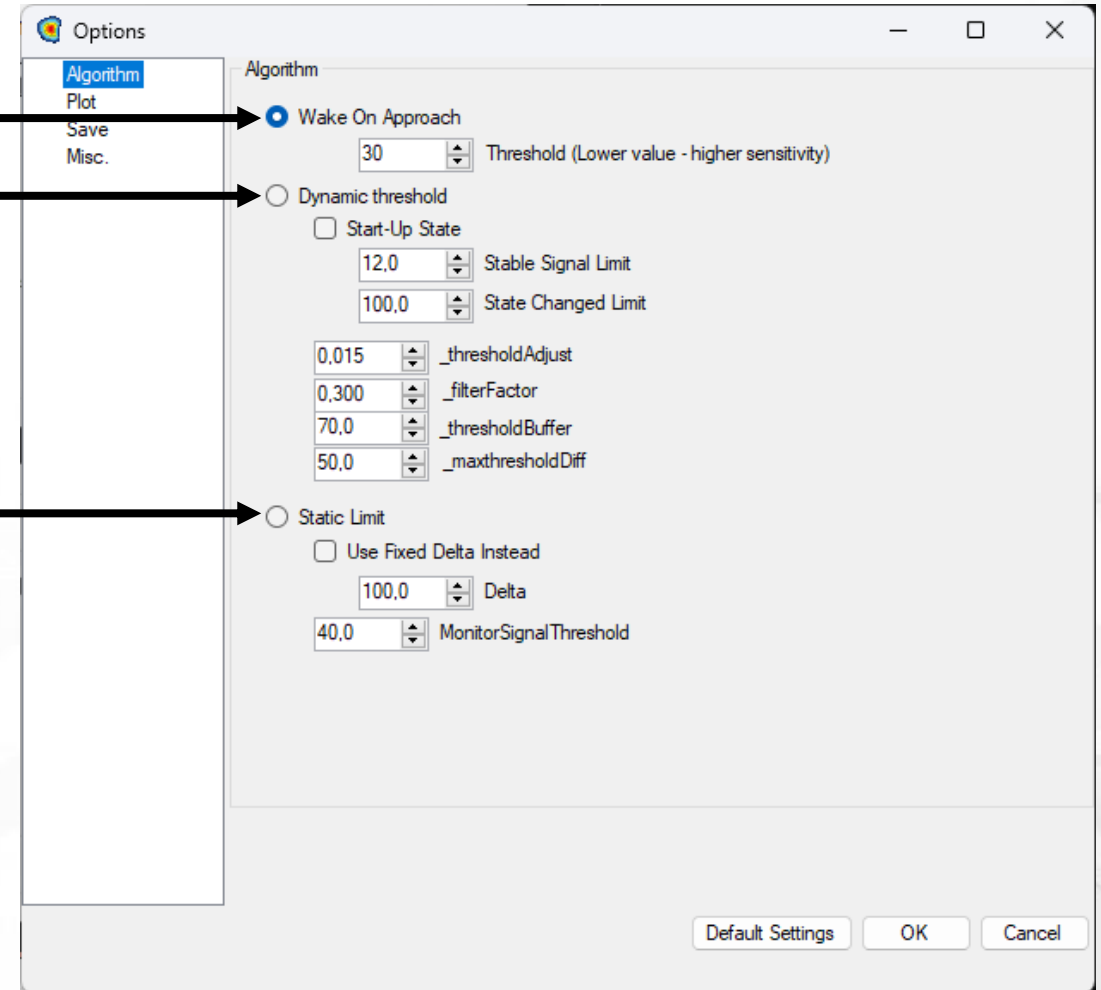 Options
Algorithm
Plot
Save
Misc.
Algorithm
Wake On Approach
30 Threshold (Lower value - higher sensitivity)
Dynamic threshold
Start-Up State
12,0 Stable Signal Limit
100,0 State Changed Limit
0,015 _thresholdAdjust
0,300 _filterFactor
70,0 _thresholdBuffer
50,0 _maxthresholdDiff
Static Limit
Use Fixed Delta Instead
100,0 Delta
40,0 MonitorSignalThreshold
Default Settings OK Cancel